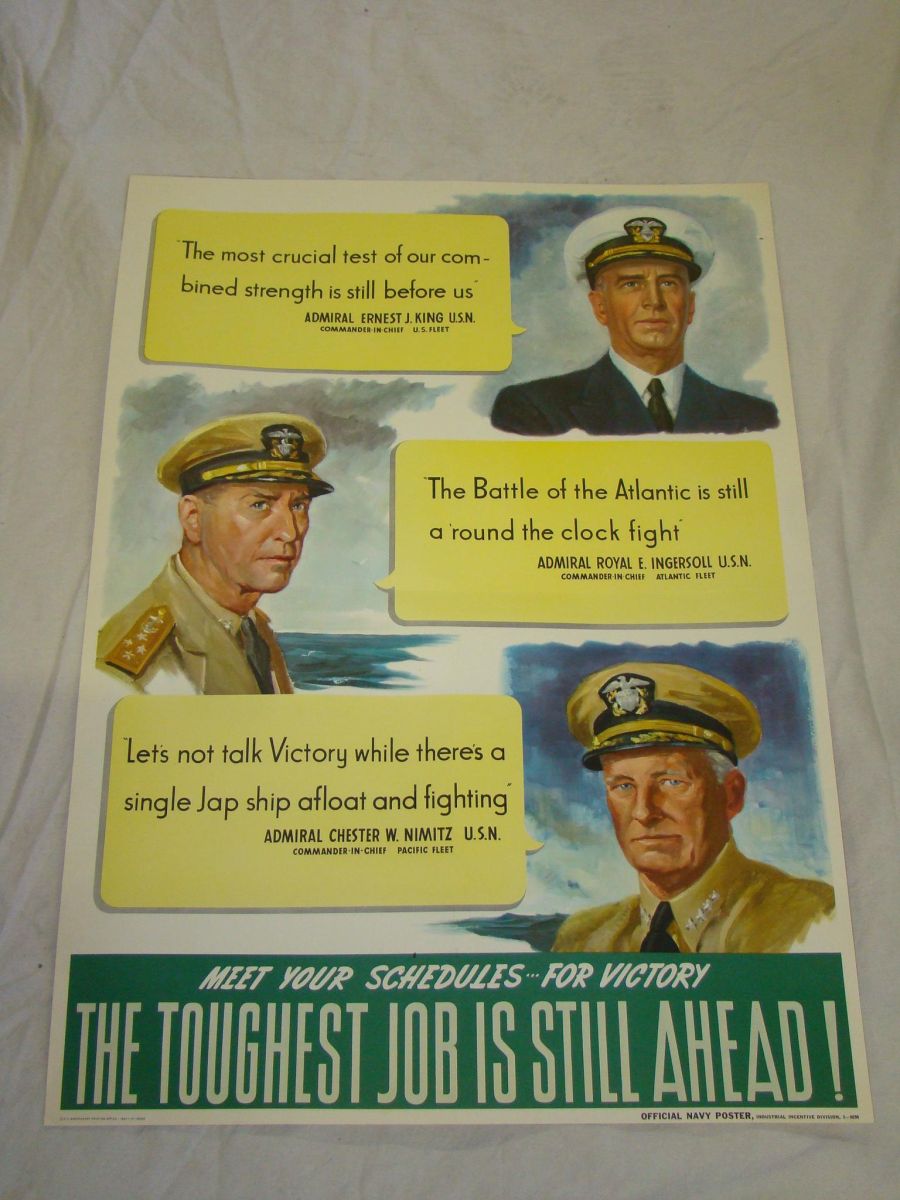 "The most crucial test of our com-
bined strength is still before us"
ADMIRAL ERNEST J. KING U.S.N.
COMMANDER-IN-CHIEF U.S. FLEET
"The Battle of the Atlantic is still
a 'round the clock fight"
ADMIRAL ROYAL E. INGERSOLL U.S.N.
COMMANDER-IN-CHIEF ATLANTIC FLEET
"Let's not talk Victory while there's a
single Jap ship afloat and fighting"
ADMIRAL CHESTER W. NIMITZ U.S.N.
COMMANDER-IN-CHIEF PACIFIC FLEET
MEET YOUR SCHEDULES... FOR VICTORY
THE TOUGHEST JOB IS STILL AHEAD!
OFFICIAL NAVY POSTER, INDUSTRIAL INCENTIVE DIVISION,